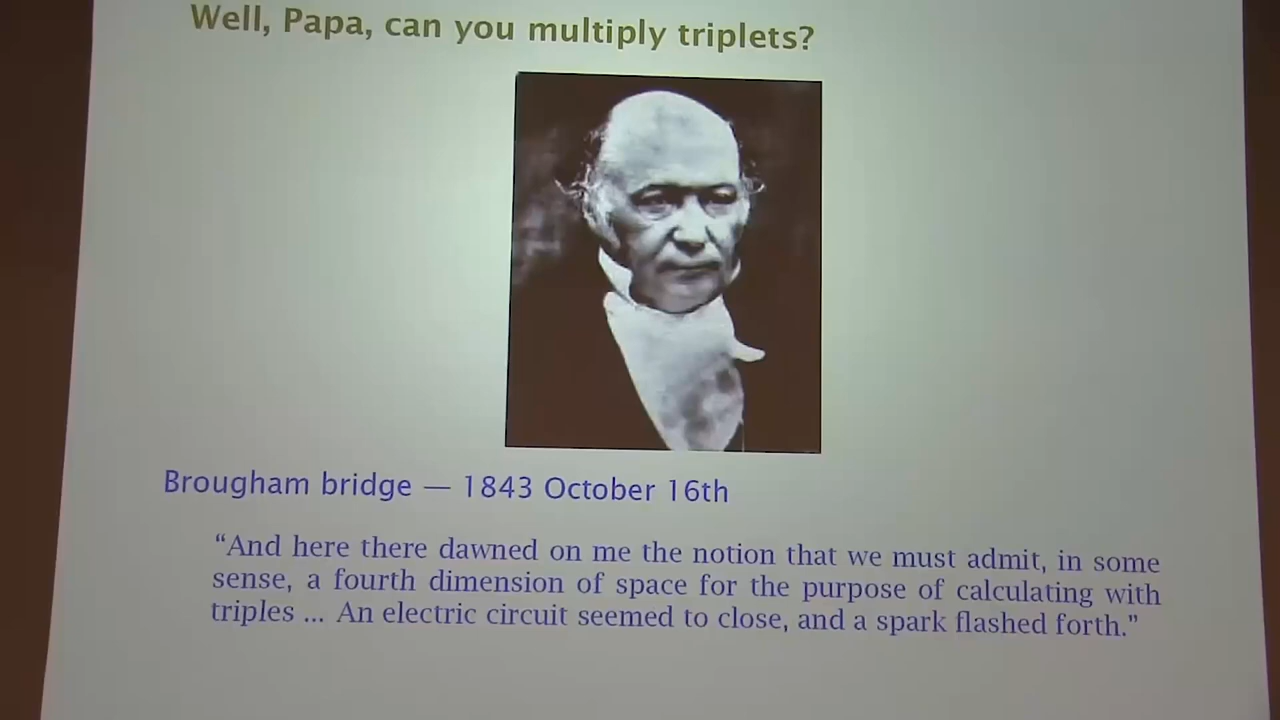 Well, Papa, can you multiply triplets?
Brougham bridge — 1843 October 16th
“And here there dawned on me the notion that we must admit, in some
sense, a fourth dimension of space for the purpose of calculating with
triples ... An electric circuit seemed to close, and a spark flashed forth.”